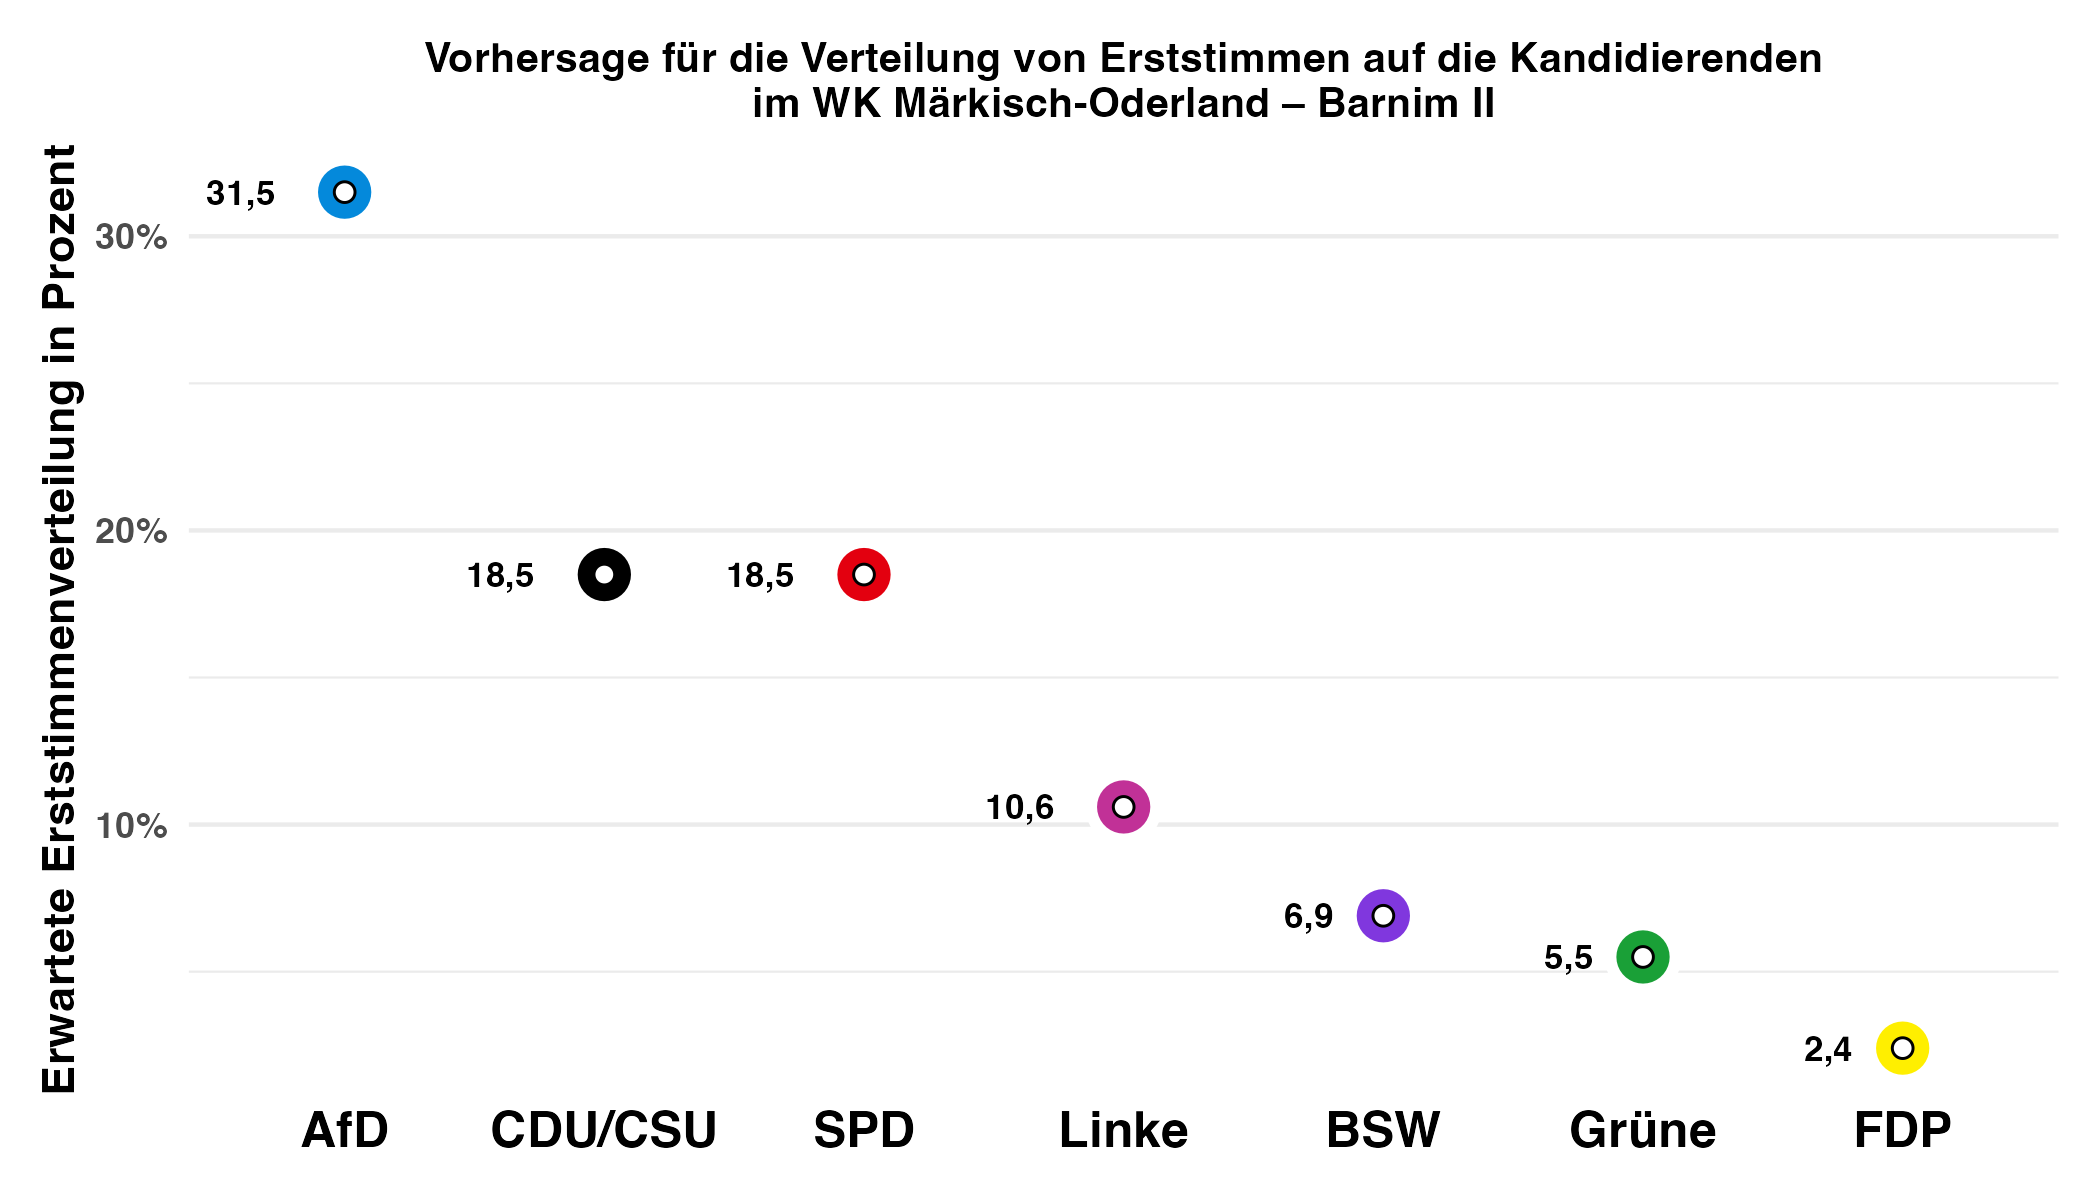 Vorhersage für die Verteilung von Erststimmen auf die Kandidierenden
im WK Märkisch-Oderland – Barnim II
Erwartete Erststimmenverteilung in Prozent
31,5
30%
20%
18,5
18,5
10,6
10%
6,9
5,5
2,4
AfD
CDU/CSU
SPD
Linke
BSW
Grüne
FDP